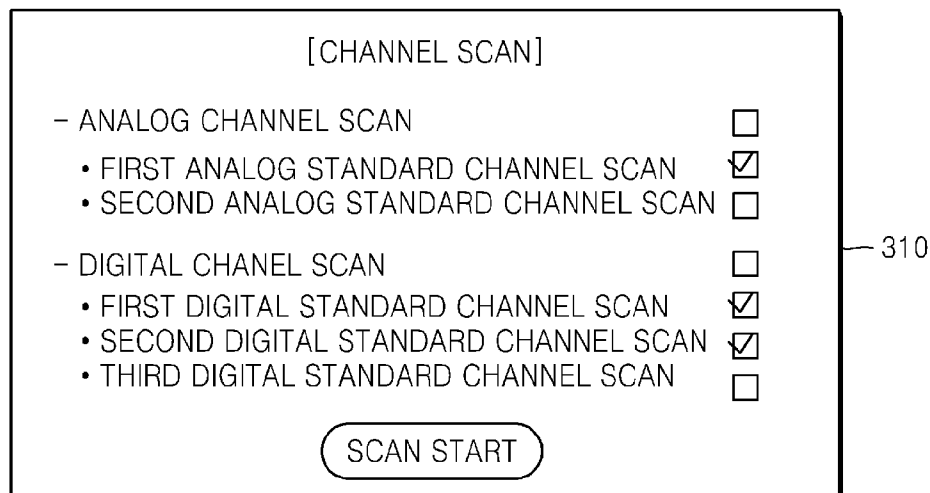 [CHANNEL SCAN]
– ANALOG CHANNEL SCAN
• FIRST ANALOG STANDARD CHANNEL SCAN
• SECOND ANALOG STANDARD CHANNEL SCAN
– DIGITAL CHANEL SCAN
• FIRST DIGITAL STANDARD CHANNEL SCAN
• SECOND DIGITAL STANDARD CHANNEL SCAN
• THIRD DIGITAL STANDARD CHANNEL SCAN
SCAN START
310